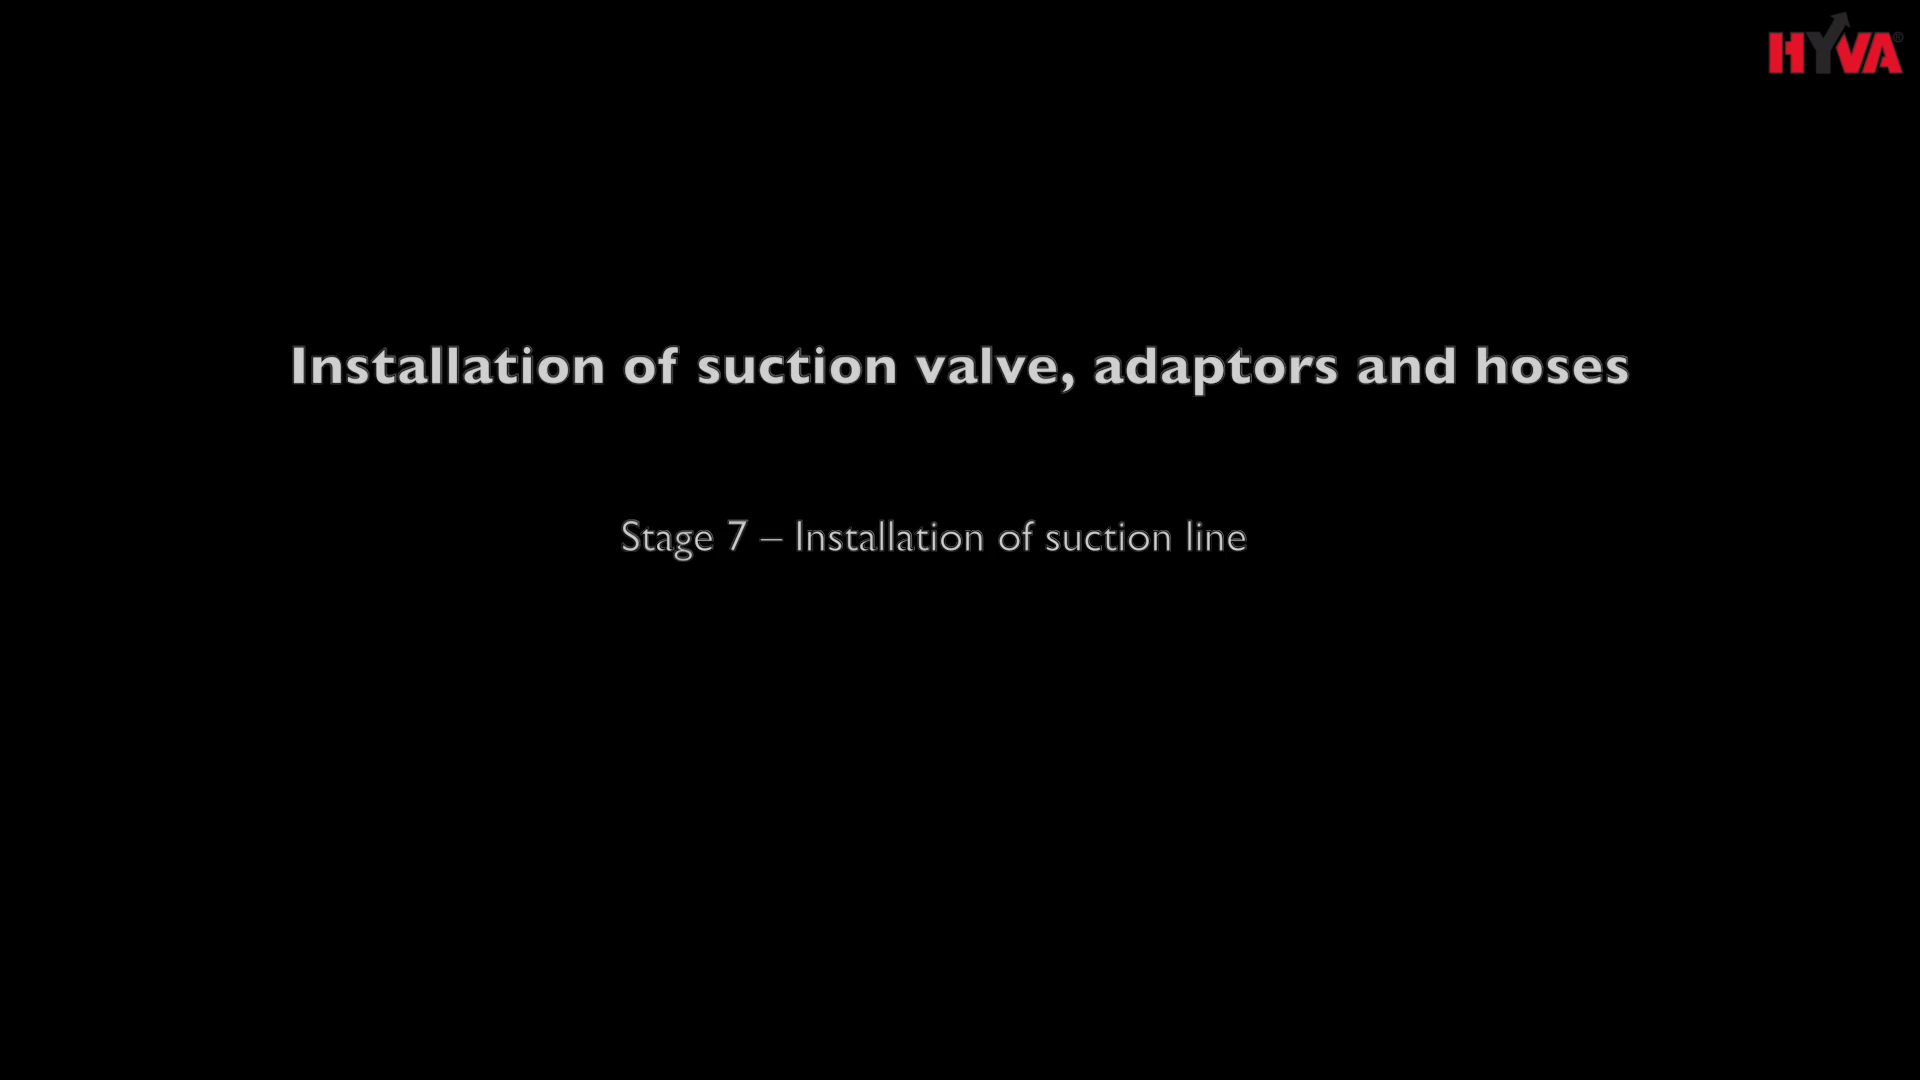 HYVA®
Installation of suction valve, adaptors and hoses
Stage 7 – Installation of suction line